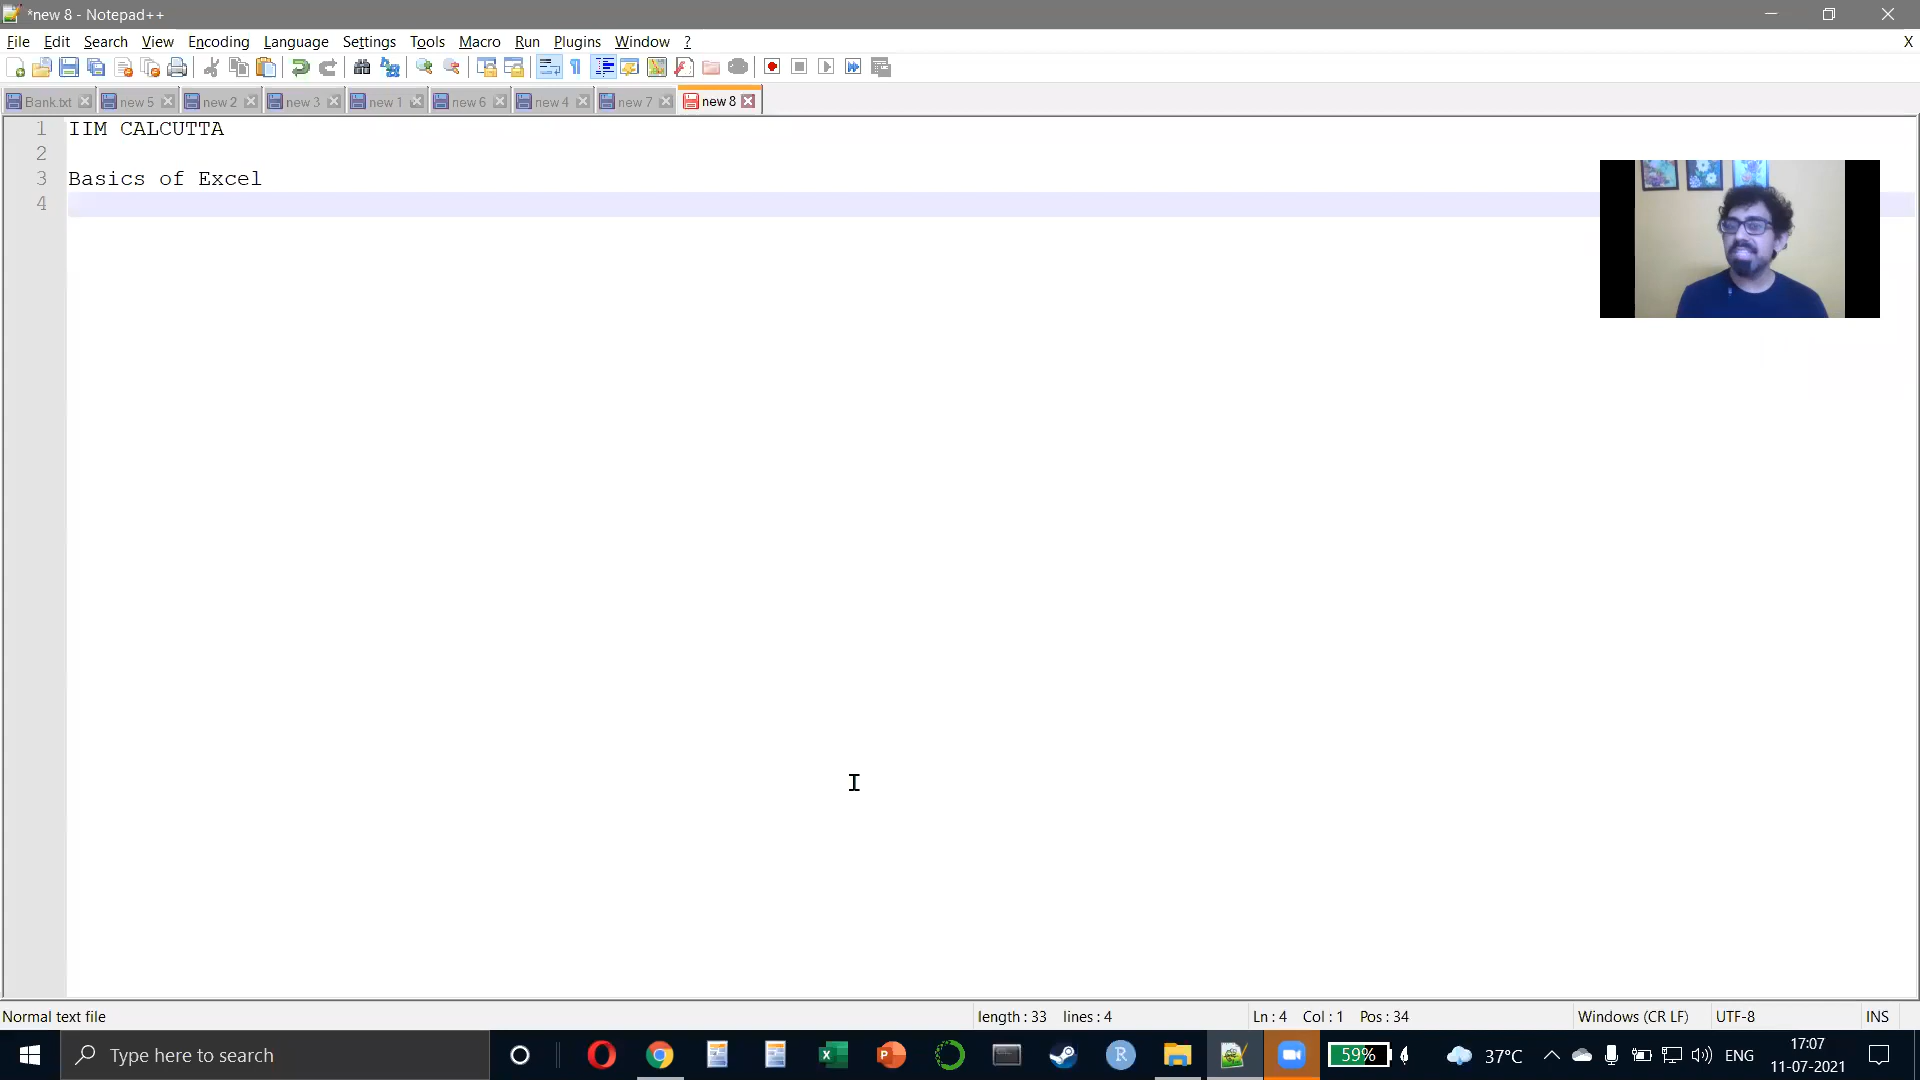 *new 8 - Notepad++
File Edit Search View Encoding Language Settings Tools Macro Run Plugins Window ? X
Bank.txt new 5 new 2 new 3 new 1 new 6 new 4 new 7 new 8
1 IIM CALCUTTA
2
3 Basics of Excel
4
Normal text file length : 33 lines : 4 Ln : 4 Col : 1 Pos : 34 Windows (CR LF) UTF-8 INS
Type here to search 59% 37°C ENG 17:07
11-07-2021